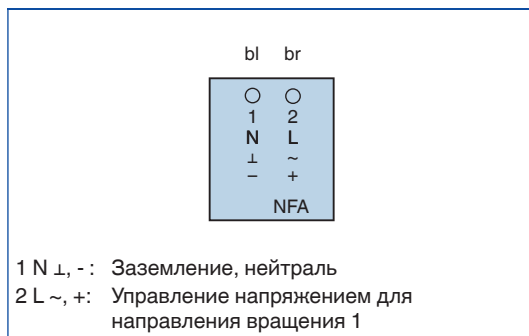 bl br
1 2
N L
⊥ ~
– +
NFA
1 N ⊥, - : Заземление, нейтраль
2 L ~, +: Управление напряжением для
направления вращения 1